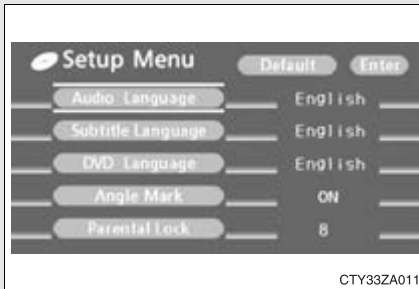 Setup Menu Default Enter
Audio Language English
Subtitle Language English
DVD Language English
Angle Mark ON
Parental Lock 8
CTY33ZA011